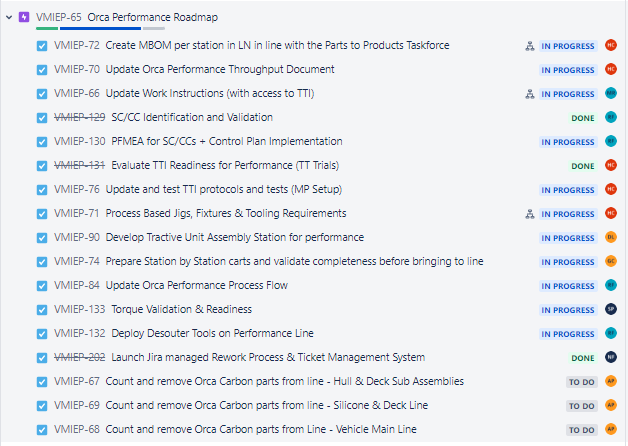 VMIEP-65 Orca Performance Roadmap
VMIEP-72 Create MBOM per station in LN in line with the Parts to Products Taskforce IN PROGRESS HC
VMIEP-70 Update Orca Performance Throughput Document IN PROGRESS HC
VMIEP-66 Update Work Instructions (with access to TTI) IN PROGRESS
VMIEP-129 SC/CC Identification and Validation DONE
VMIEP-130 PFMEA for SC/CCs + Control Plan Implementation IN PROGRESS
VMIEP-131 Evaluate TTI Readiness for Performance (TT Trials) DONE HC
VMIEP-76 Update and test TTI protocols and tests (MP Setup) IN PROGRESS HC
VMIEP-71 Process Based Jigs, Fixtures & Tooling Requirements IN PROGRESS HC
VMIEP-90 Develop Tractive Unit Assembly Station for performance IN PROGRESS DL
VMIEP-74 Prepare Station by Station carts and validate completeness before bringing to line IN PROGRESS GC
VMIEP-84 Update Orca Performance Process Flow IN PROGRESS
VMIEP-133 Torque Validation & Readiness IN PROGRESS SP
VMIEP-132 Deploy Desouter Tools on Performance Line IN PROGRESS
VMIEP-202 Launch Jira managed Rework Process & Ticket Management System DONE NF
VMIEP-67 Count and remove Orca Carbon parts from line - Hull & Deck Sub Assemblies TO DO AP
VMIEP-69 Count and remove Orca Carbon parts from line - Silicone & Deck Line TO DO AP
VMIEP-68 Count and remove Orca Carbon parts from Line - Vehicle Main Line TO DO AP